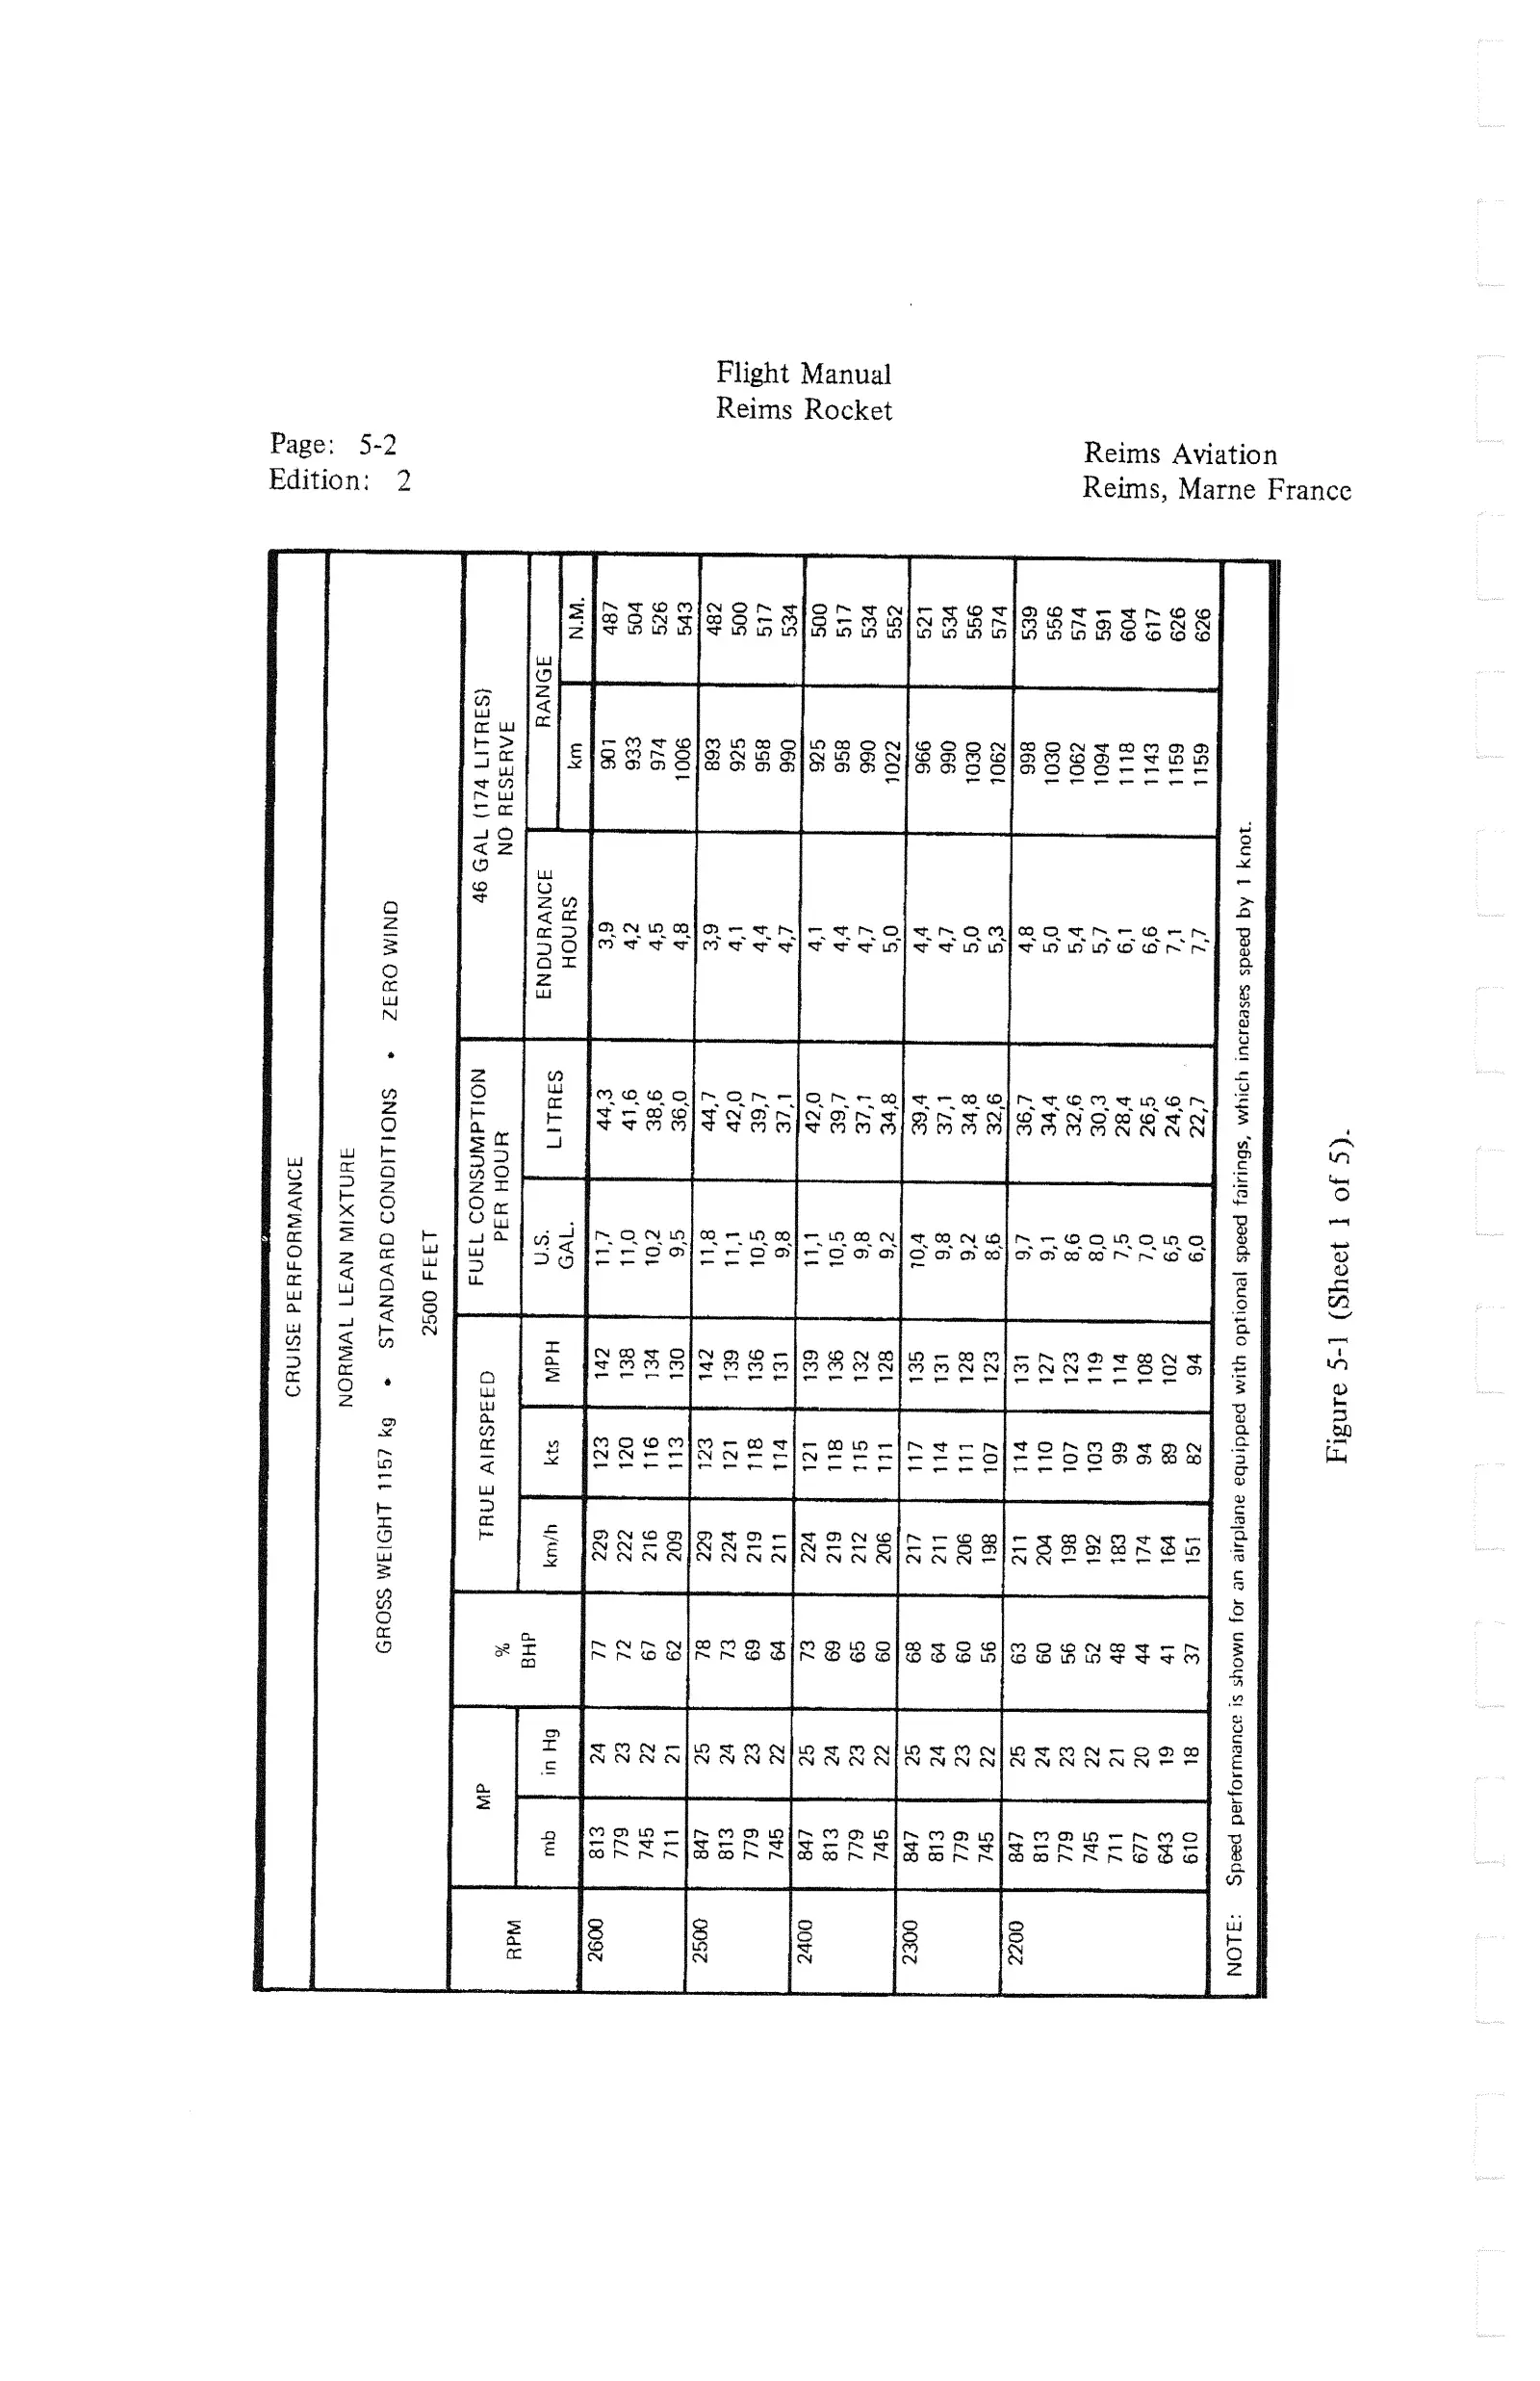 Flight Manual
Reims Rocket
Page: 5-2
Edition: 2
Reims Aviation
Reims, Marne France
CRUISE PERFORMANCE
NORMAL LEAN MIXTURE
GROSS WEIGHT 1157 kg • STANDARD CONDITIONS • ZERO WIND
2500 FEET
RPM MP % BHP TRUE AIRSPEED FUEL CONSUMPTION PER HOUR 46 GAL (174 LITRES) NO RESERVE
mb in Hg km/h kts MPH U.S. GAL. LITRES ENDURANCE HOURS RANGE
km N.M.
2600 813 24 77 229 123 142 11,7 44,3 3,9 901 487
779 23 72 222 120 138 11,0 41,6 4,2 933 504
745 22 67 216 116 134 10,2 38,6 4,5 974 526
711 21 62 209 113 130 9,5 36,0 4,8 1006 543
2500 847 25 78 229 123 142 11,8 44,7 3,9 893 482
813 24 73 224 121 139 11,1 42,0 4,1 925 500
779 23 69 219 118 136 10,5 39,7 4,4 958 517
745 22 64 211 114 131 9,8 37,1 4,7 990 534
2400 847 25 73 224 121 139 11,1 42,0 4,1 925 500
813 24 69 219 118 136 10,5 39,7 4,4 958 517
779 23 65 212 115 132 9,8 37,1 4,7 990 534
745 22 60 206 111 128 9,2 34,8 5,0 1022 552
2300 847 25 68 217 117 135 10,4 39,4 4,4 966 521
813 24 64 211 114 131 9,8 37,1 4,7 990 534
779 23 60 206 111 128 9,2 34,8 5,0 1030 556
745 22 56 198 107 123 8,6 32,6 5,3 1062 574
2200 847 25 63 211 114 131 9,7 36,7 4,8 998 539
813 24 60 204 110 127 9,1 34,4 5,0 1030 556
779 23 56 198 107 123 8,6 32,6 5,4 1062 574
745 22 52 192 103 119 8,0 30,3 5,7 1094 591
711 21 48 183 99 114 7,5 28,4 6,1 1118 604
677 20 44 174 94 108 7,0 26,5 6,6 1143 617
643 19 41 164 89 102 6,5 24,6 7,1 1159 626
610 18 37 151 82 94 6,0 22,7 7,7 1159 626
NOTE: Speed performance is shown for an airplane equipped with optional speed fairings, which increases speed by 1 knot.
Figure 5-1 (Sheet 1 of 5).